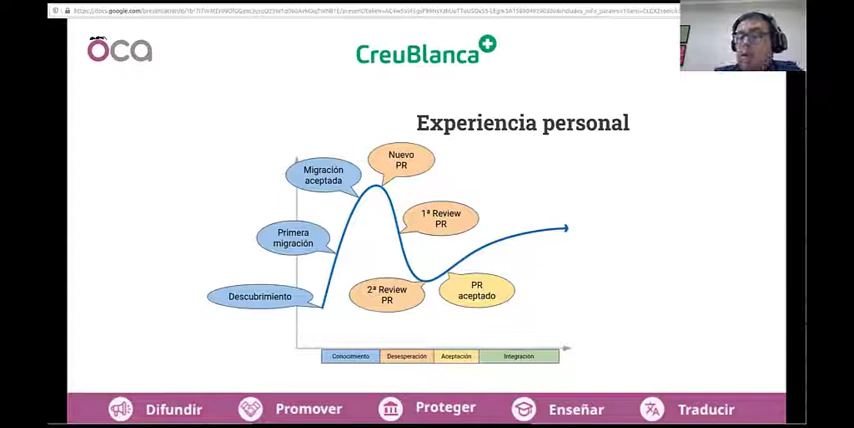 öca
CreuBlanca
Experiencia personal
Nuevo
PR
Migración
aceptada
1ª Review
PR
Primera
migración
Descubrimiento
2ª Review
PR
PR
aceptado
Conocimiento Desesperación Aceptación Integración
Difundir Promover Proteger Enseñar Traducir